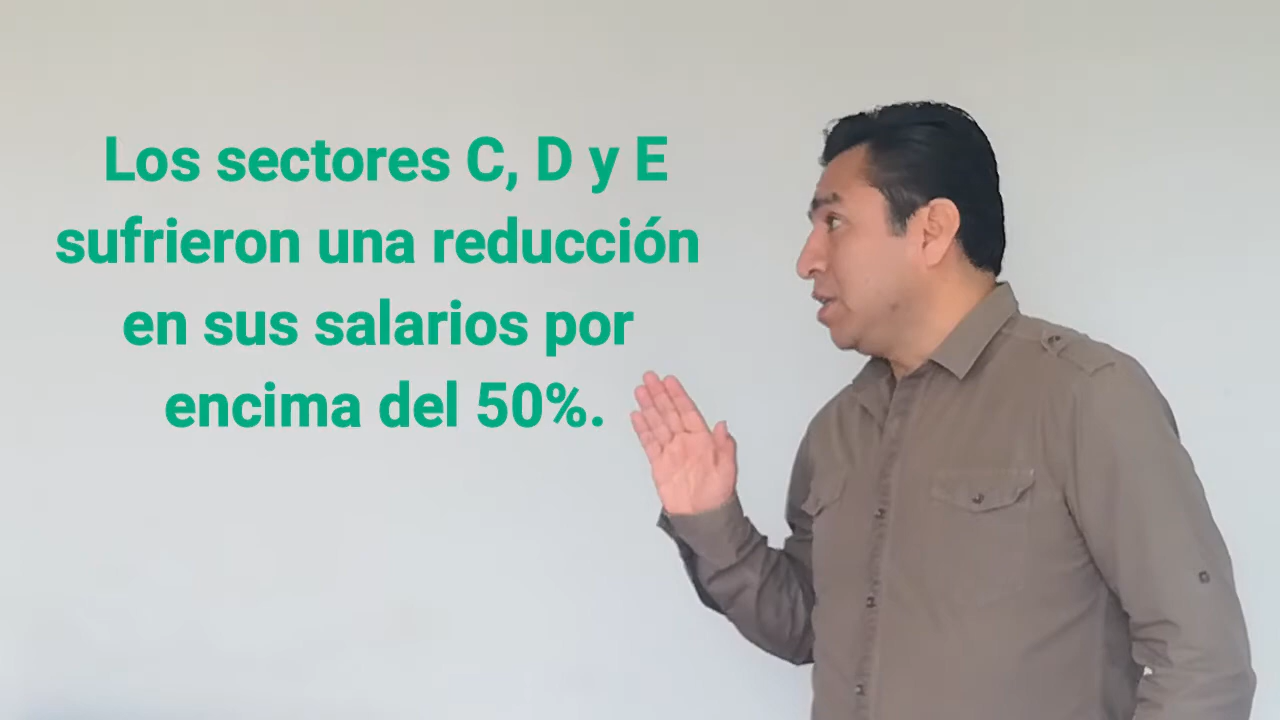 Los sectores C, D y E
sufrieron una reducción
en sus salarios por
encima del 50%.